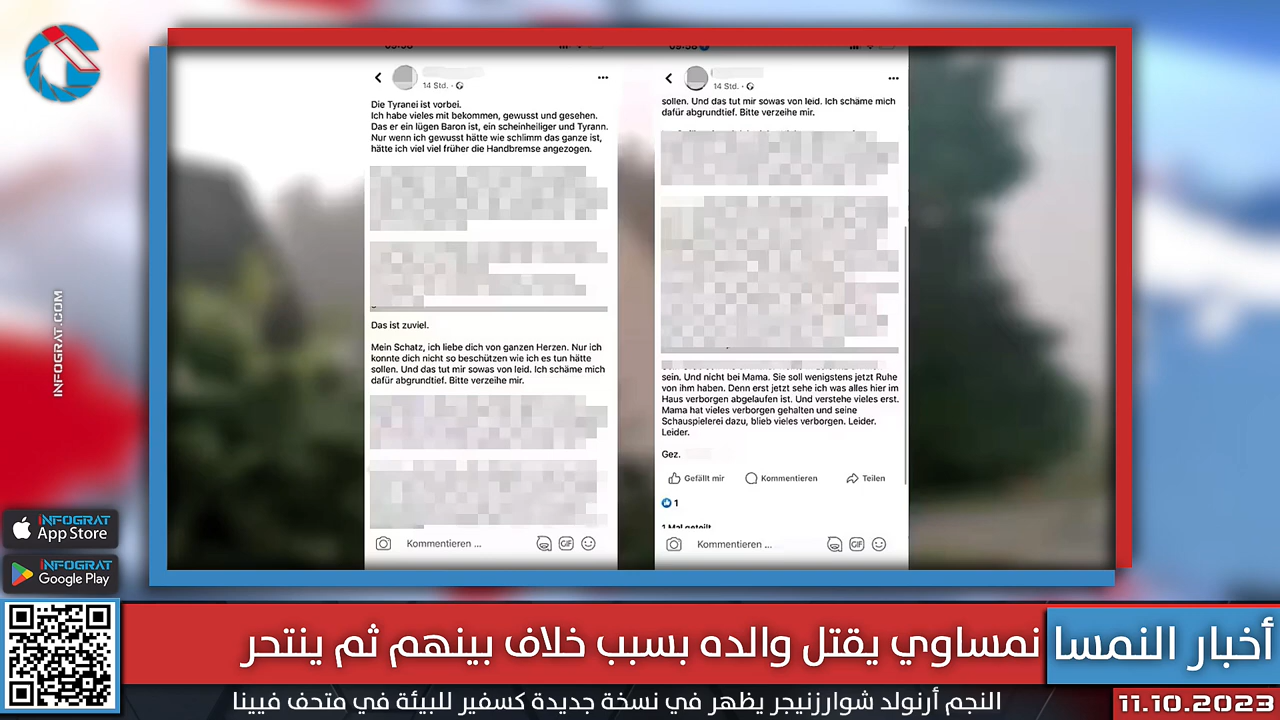 14 Std.
Die Tyranei ist vorbei.
Ich habe vieles mit bekommen, gewusst und gesehen.
Das er ein lügen Baron ist, ein scheinheiliger und Tyrann.
Nur wenn ich gewusst hätte wie schlimm das ganze ist,
hätte ich viel viel früher die Handbremse angezogen.
Das ist zuviel.
Mein Schatz, ich liebe dich von ganzen Herzen. Nur ich
konnte dich nicht so beschützen wie ich es tun hätte
sollen. Und das tut mir sowas von leid. Ich schäme mich
dafür abgrundtief. Bitte verzeihe mir.
Kommentieren ...
GIF
14 Std.
sollen. Und das tut mir sowas von leid. Ich schäme mich
dafür abgrundtief. Bitte verzeihe mir.
sein. Und nicht bei Mama. Sie soll wenigstens jetzt Ruhe
von ihm haben. Denn erst jetzt sehe ich was alles hier im
Haus verborgen abgelaufen ist. Und verstehe vieles erst.
Mama hat vieles verborgen gehalten und seine
Schauspielerei dazu, blieb vieles verborgen. Leider.
Leider.
Gez.
Gefällt mir Kommentieren Teilen
1
1 Mal geteilt
Kommentieren ...
GIF
INFOGRAT.COM
INFOGRAT
App Store
INFOGRAT
Google Play
أخبار النمسا
نمساوي يقتل والده بسبب خلاف بينهم ثم ينتحر
11.10.2023
النجم أرنولد شوارزنيجر يظهر في نسخة جديدة كسفير للبيئة في متحف فيينا